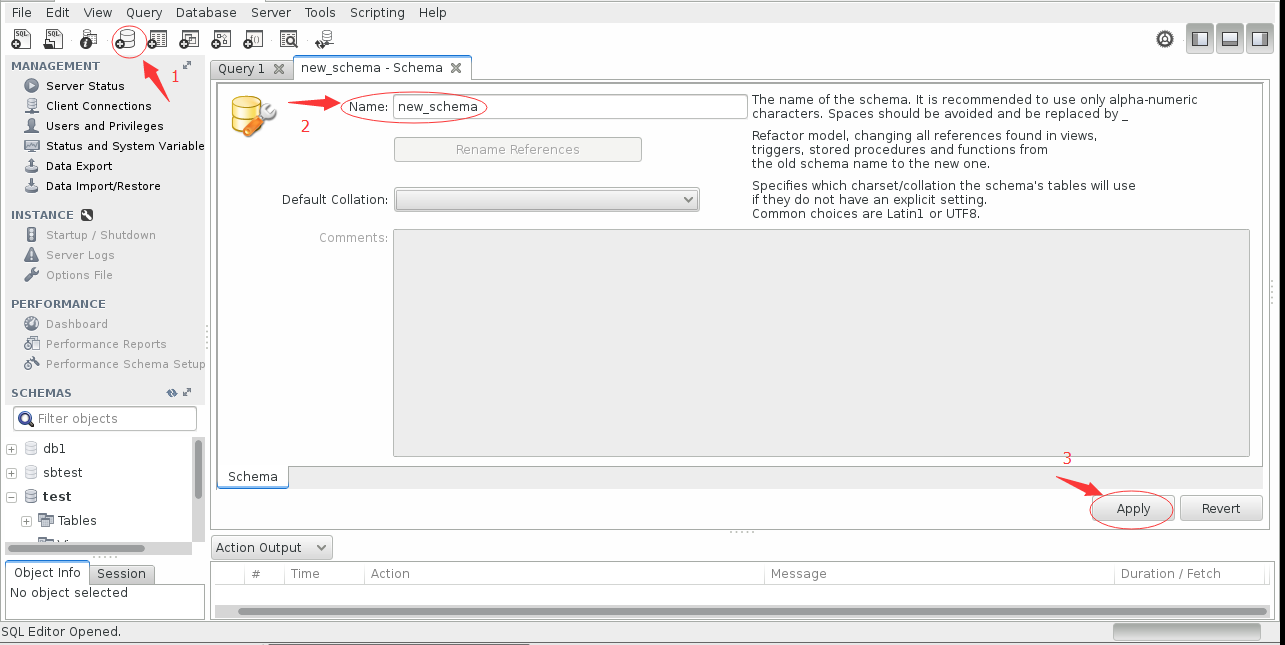 File Edit View Query Database Server Tools Scripting Help
SQL SQL
1
MANAGEMENT
Server Status
Client Connections
Users and Privileges
Status and System Variable
Data Export
Data Import/Restore
INSTANCE
Startup / Shutdown
Server Logs
Options File
PERFORMANCE
Dashboard
Performance Reports
Performance Schema Setup
SCHEMAS
Filter objects
db1
sbtest
test
Tables
Object Info Session
No object selected
Query 1 new_schema - Schema
2
Name: new_schema
The name of the schema. It is recommended to use only alpha-numeric
characters. Spaces should be avoided and be replaced by _
Rename References
Refactor model, changing all references found in views,
triggers, stored procedures and functions from
the old schema name to the new one.
Default Collation:
Specifies which charset/collation the schema's tables will use
if they do not have an explicit setting.
Common choices are Latin1 or UTF8.
Comments:
Schema
3
Apply Revert
Action Output
# Time Action Message Duration / Fetch
SQL Editor Opened.